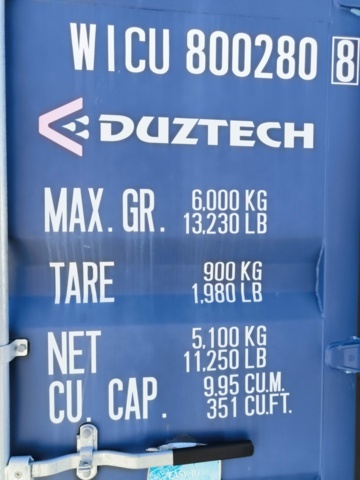 WICU 800280 8
DUZTECH
MAX. GR. 6,000 KG
13,230 LB
TARE 900 KG
1,980 LB
NET 5,100 KG
11,250 LB
CU. CAP. 9.95 CU.M.
351 CU.FT.